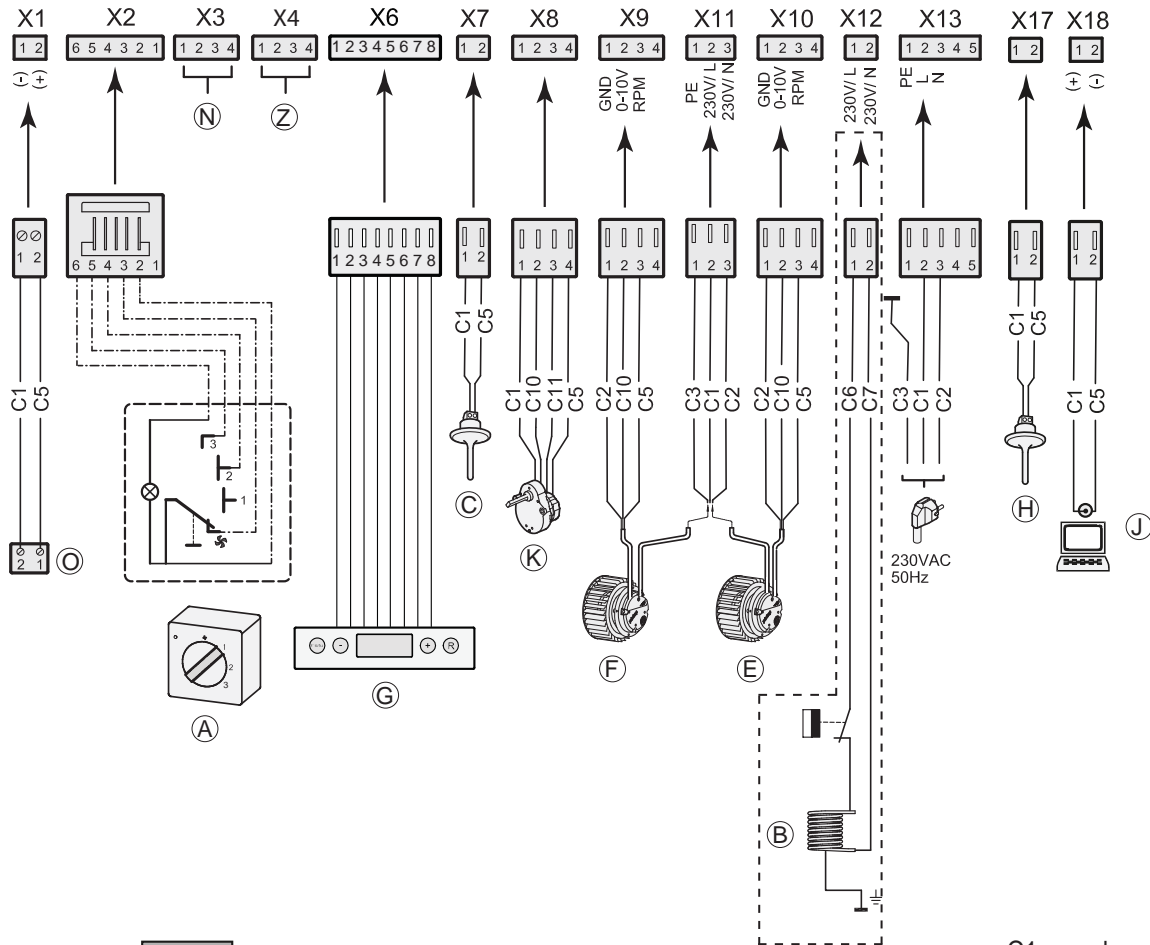 X1 X2 X3 X4 X6 X7 X8 X9 X11 X10 X12 X13 X17 X18
1 2 6 5 4 3 2 1 1 2 3 4 1 2 3 4 1 2 3 4 5 6 7 8 1 2 1 2 3 4 1 2 3 4 1 2 3 1 2 3 4 1 2 1 2 3 4 5 1 2 1 2
(-)
(+)
N
Z
GND
0-10V
RPM
PE
230V/ L
230V/ N
GND
0-10V
RPM
230V/ L
230V/ N
PE
L
N
(+)
(-)
1 2 6 5 4 3 2 1 1 2 3 4 5 6 7 8 1 2 1 2 3 4 1 2 3 4 1 2 3 1 2 3 4 1 2 1 2 3 4 5 1 2 1 2
C1
C5
C1
C5
C1
C10
C11
C5
C2
C10
C5
C3
C1
C2
C2
C10
C5
C6
C7
C3
C1
C2
C1
C5
C1
C5
3
2
1
2 1
O
C
K
H
J
230VAC
50Hz
1
2
3
A
- + R
G
F
E
B